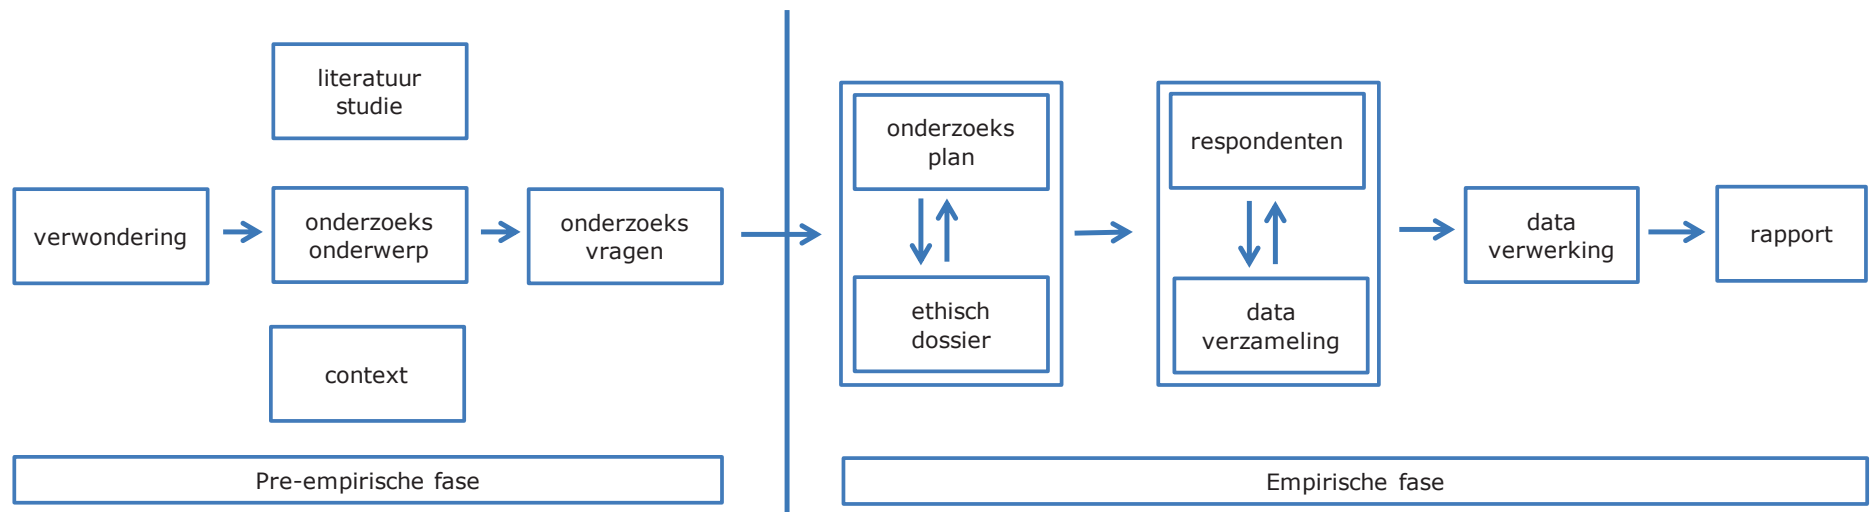 literatuur
studie
verwondering
onderzoeks
onderwerp
onderzoeks
vragen
context
Pre-empirische fase
onderzoeks
plan
ethisch
dossier
respondenten
data
verzameling
data
verwerking
rapport
Empirische fase